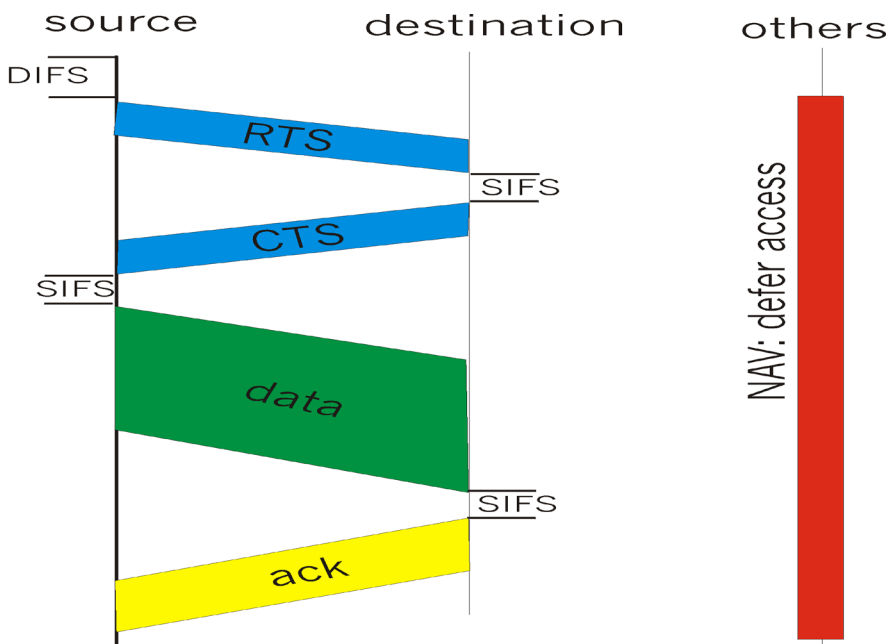 source
destination
others
DIFS
RTS
SIFS
CTS
SIFS
data
SIFS
ack
NAV: defer access